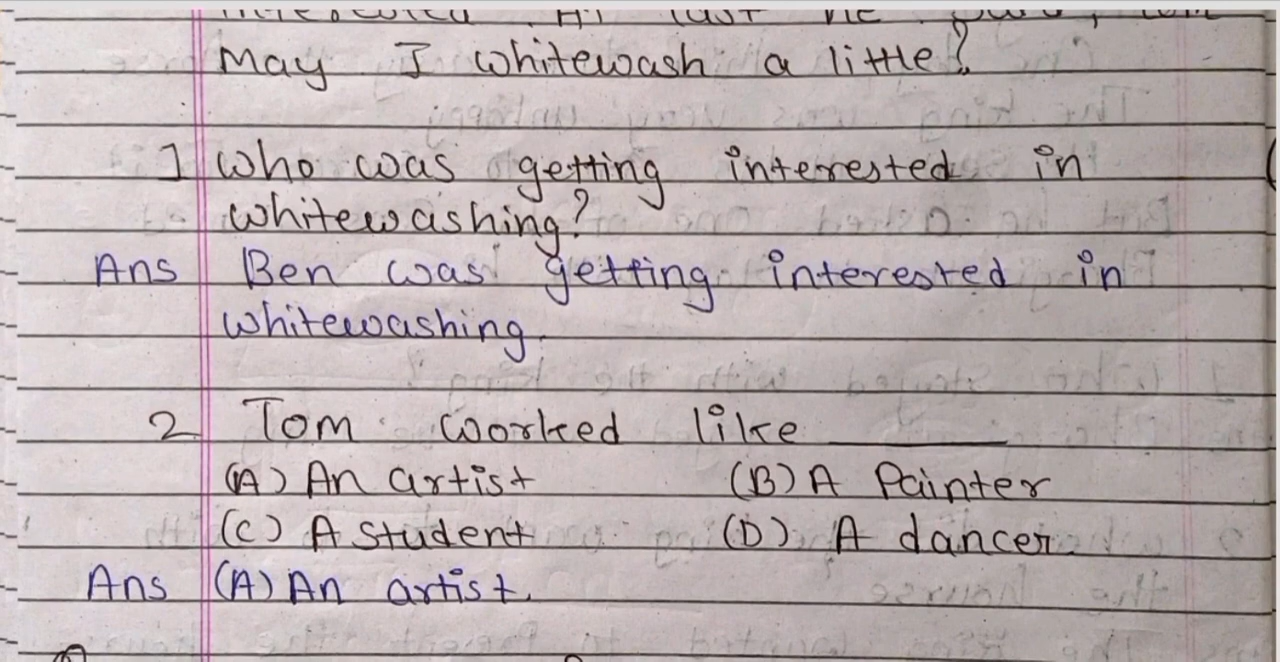 May I whitewash a little?
1 Who was getting interested in
whitewashing?
Ans Ben was getting interested in
whitewashing.
2 Tom worked like ______
(A) An artist (B) A Painter
(C) A Student (D) A dancer.
Ans (A) An artist.